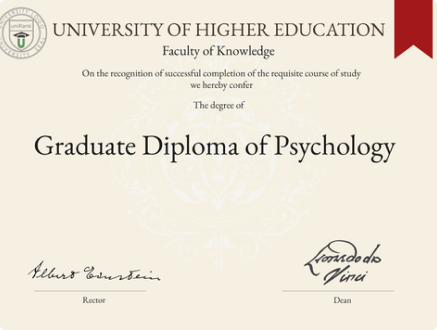 UNIVERSITY OF HIGHER EDUCATION
Faculty of Knowledge
On the recognition of successful completion of the requisite course of study
we hereby confer
The degree of
Graduate Diploma of Psychology
Albert Einstein
Leonardo da
Vinci
Rector
Dean